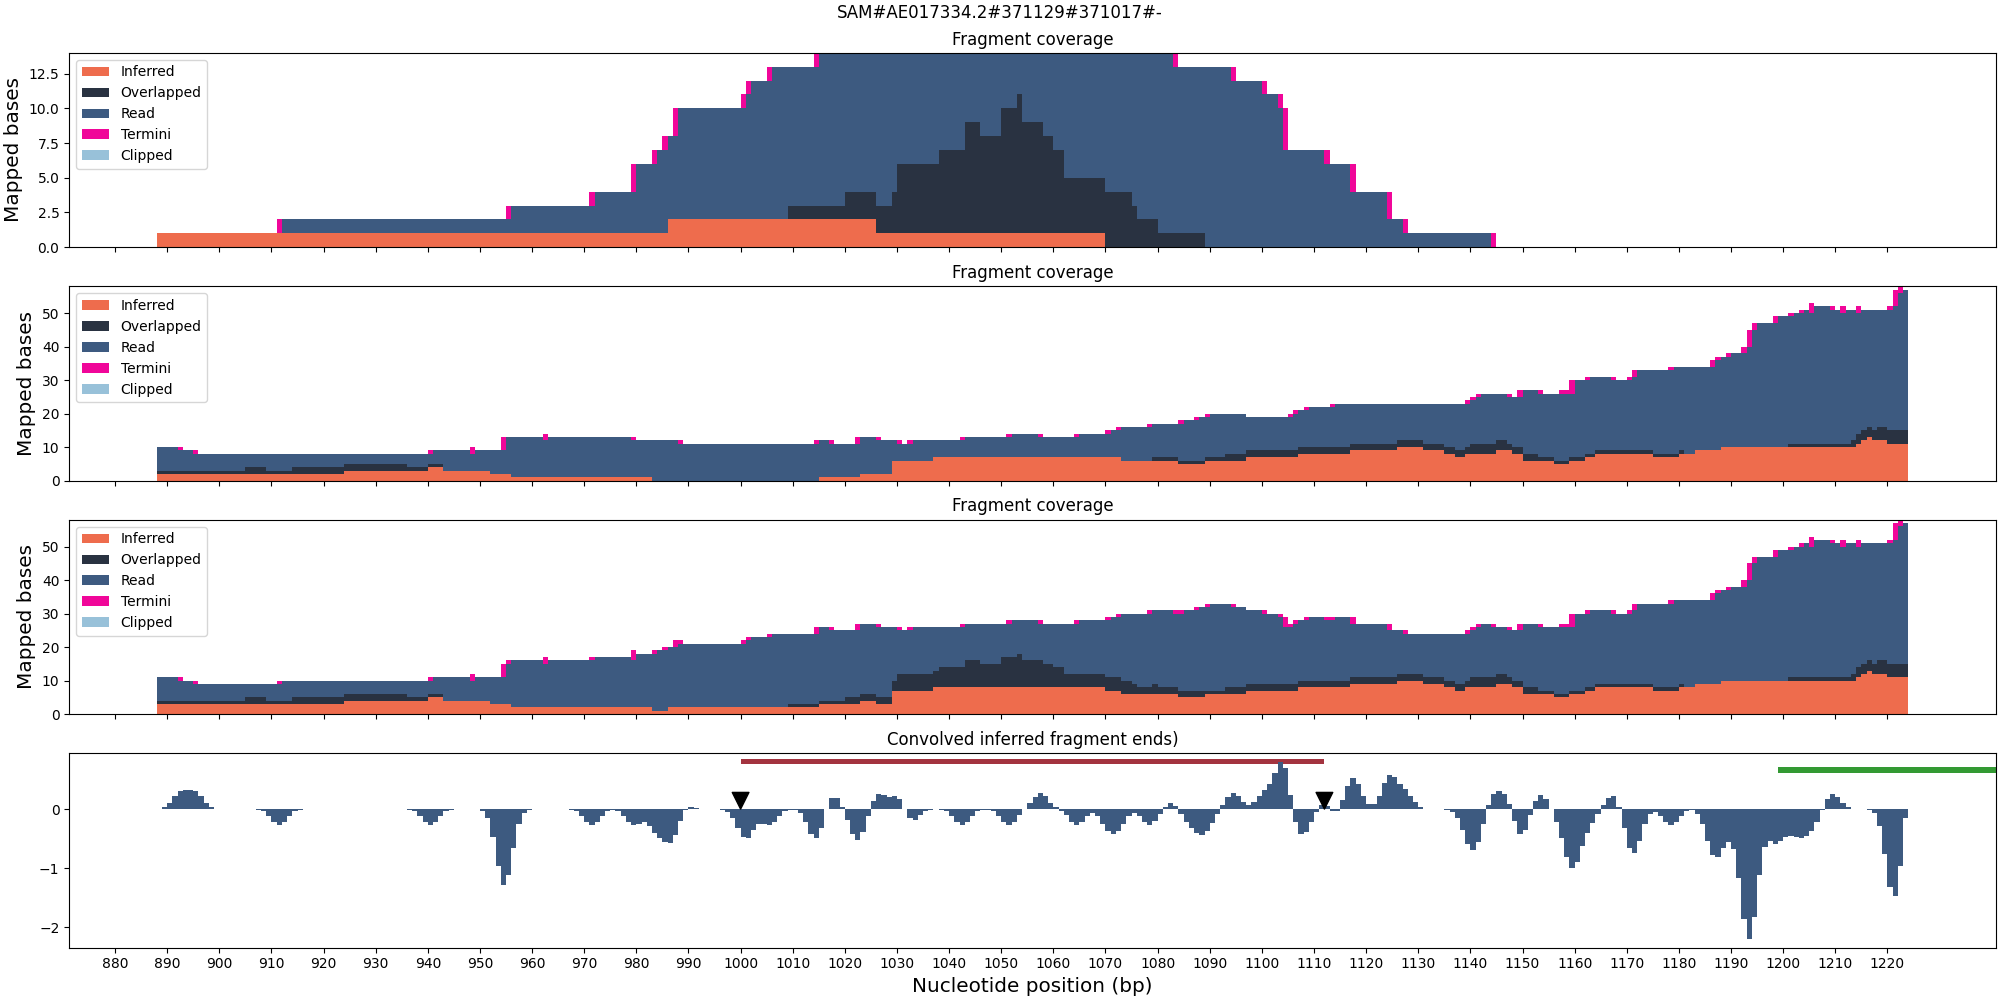 SAM#AE017334.2#371129#371017#-
Fragment coverage
Mapped bases
12.5
10.0
7.5
5.0
2.5
0.0
Inferred
Overlapped
Read
Termini
Clipped
Fragment coverage
Mapped bases
50
40
30
20
10
0
Inferred
Overlapped
Read
Termini
Clipped
Fragment coverage
Mapped bases
50
40
30
20
10
0
Inferred
Overlapped
Read
Termini
Clipped
Convolved inferred fragment ends)
0
−1
−2
880 890 900 910 920 930 940 950 960 970 980 990 1000 1010 1020 1030 1040 1050 1060 1070 1080 1090 1100 1110 1120 1130 1140 1150 1160 1170 1180 1190 1200 1210 1220
Nucleotide position (bp)